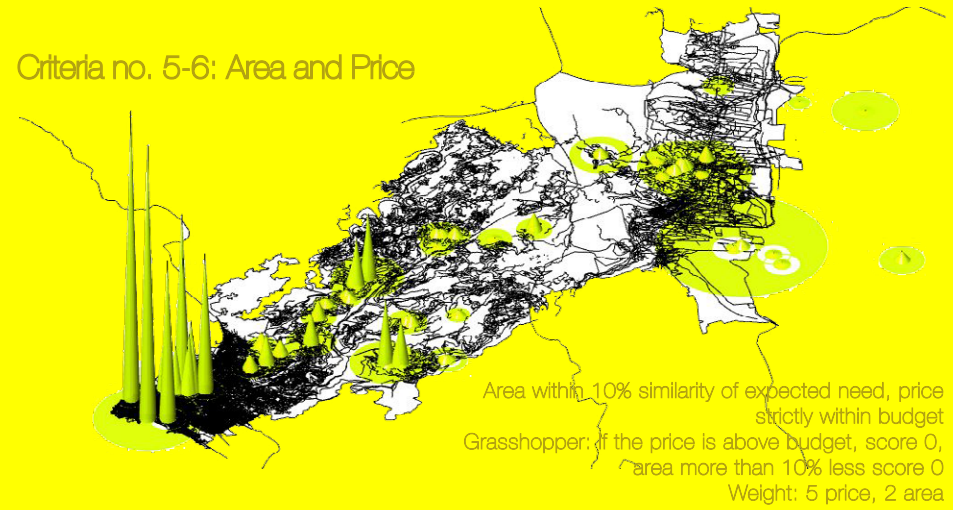 Criteria no. 5-6: Area and Price
Area within 10% similarity of expected need, price
strictly within budget
Grasshopper: if the price is above budget, score 0,
area more than 10% less score 0
Weight: 5 price, 2 area